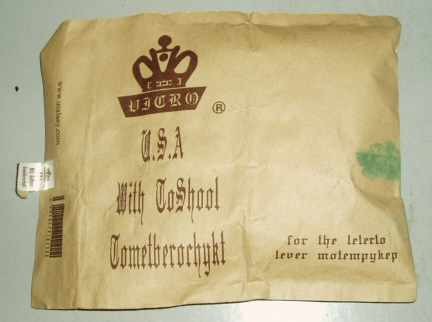 VICRO
®
U.S.A
With ToShool
Tometberochykt
for the leterlo
lever motempykep